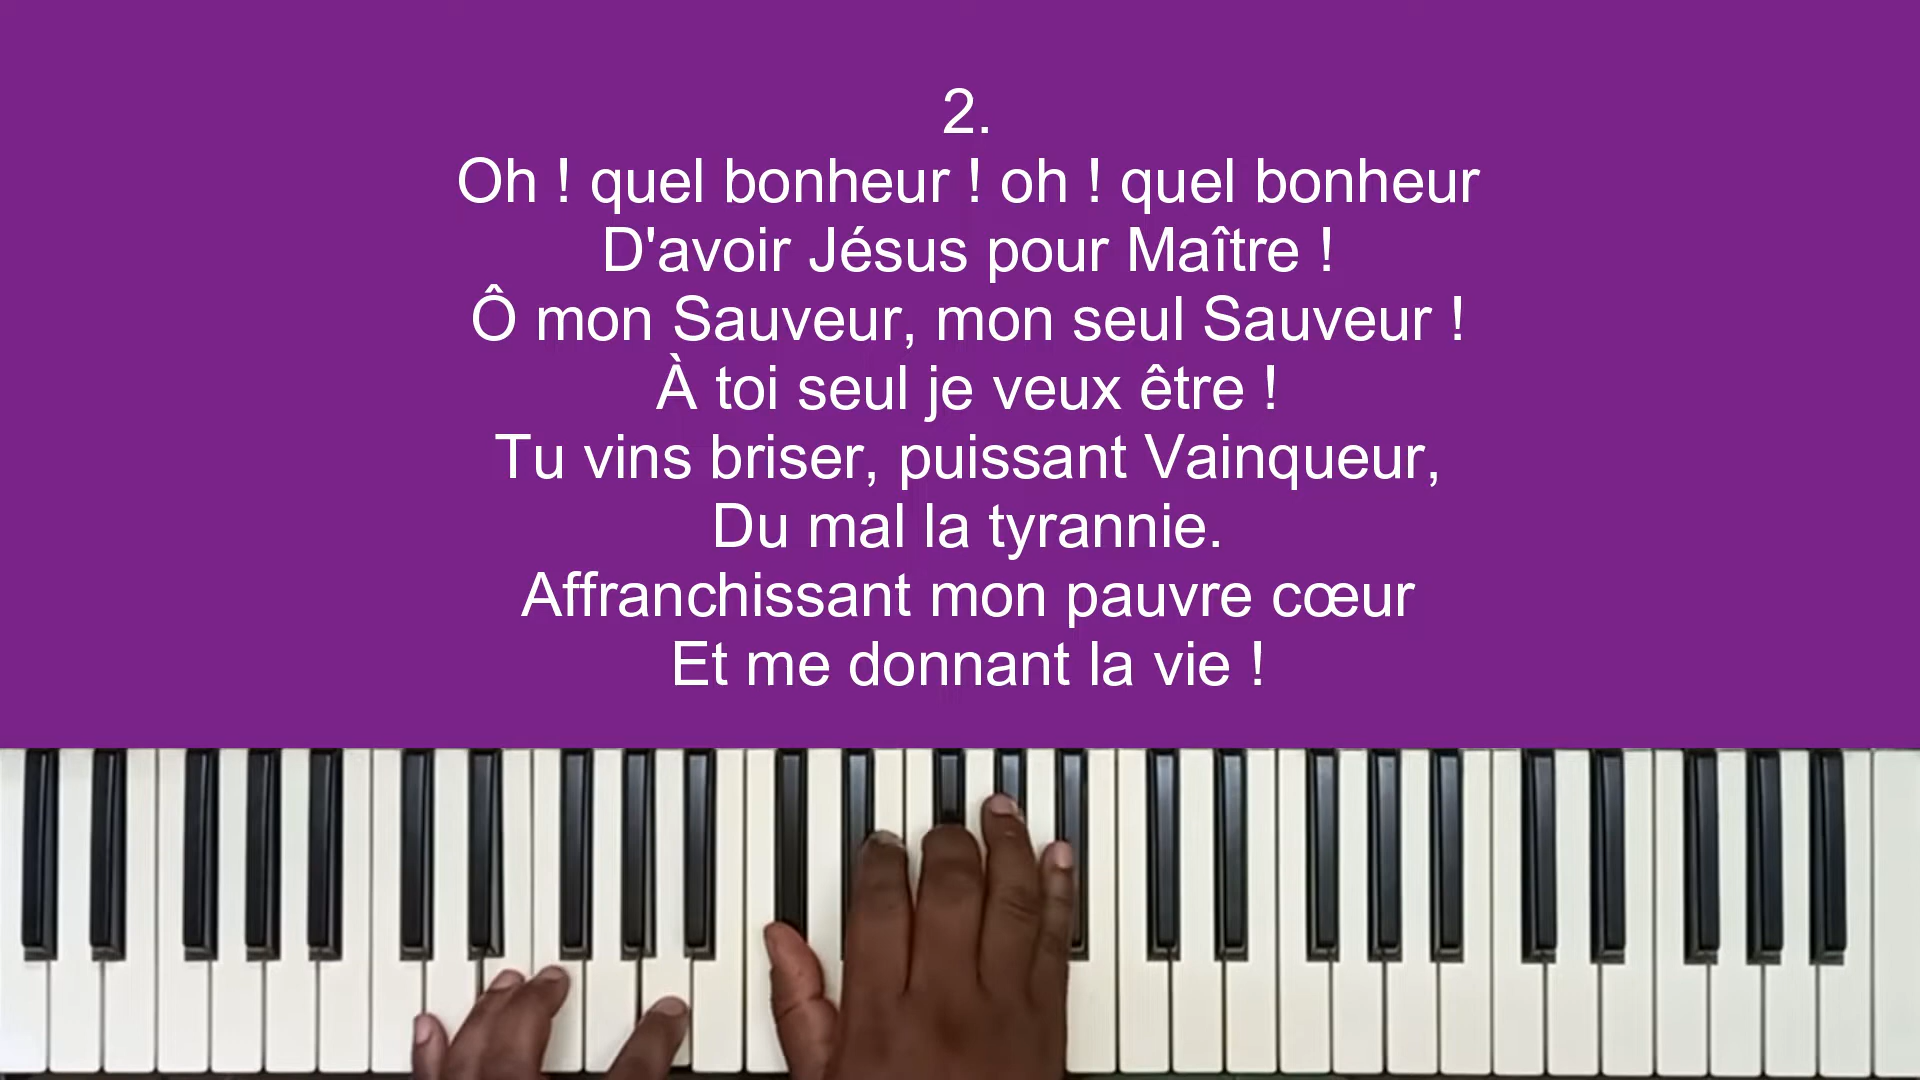 2.
Oh ! quel bonheur ! oh ! quel bonheur
D'avoir Jésus pour Maître !
Ô mon Sauveur, mon seul Sauveur !
À toi seul je veux être !
Tu vins briser, puissant Vainqueur,
Du mal la tyrannie.
Affranchissant mon pauvre cœur
Et me donnant la vie !